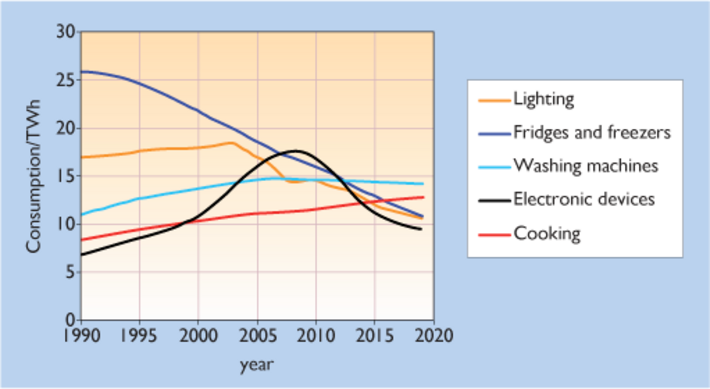 30
25
20
15
10
5
0
Consumption/TWh
1990 1995 2000 2005 2010 2015 2020
year
Lighting
Fridges and freezers
Washing machines
Electronic devices
Cooking